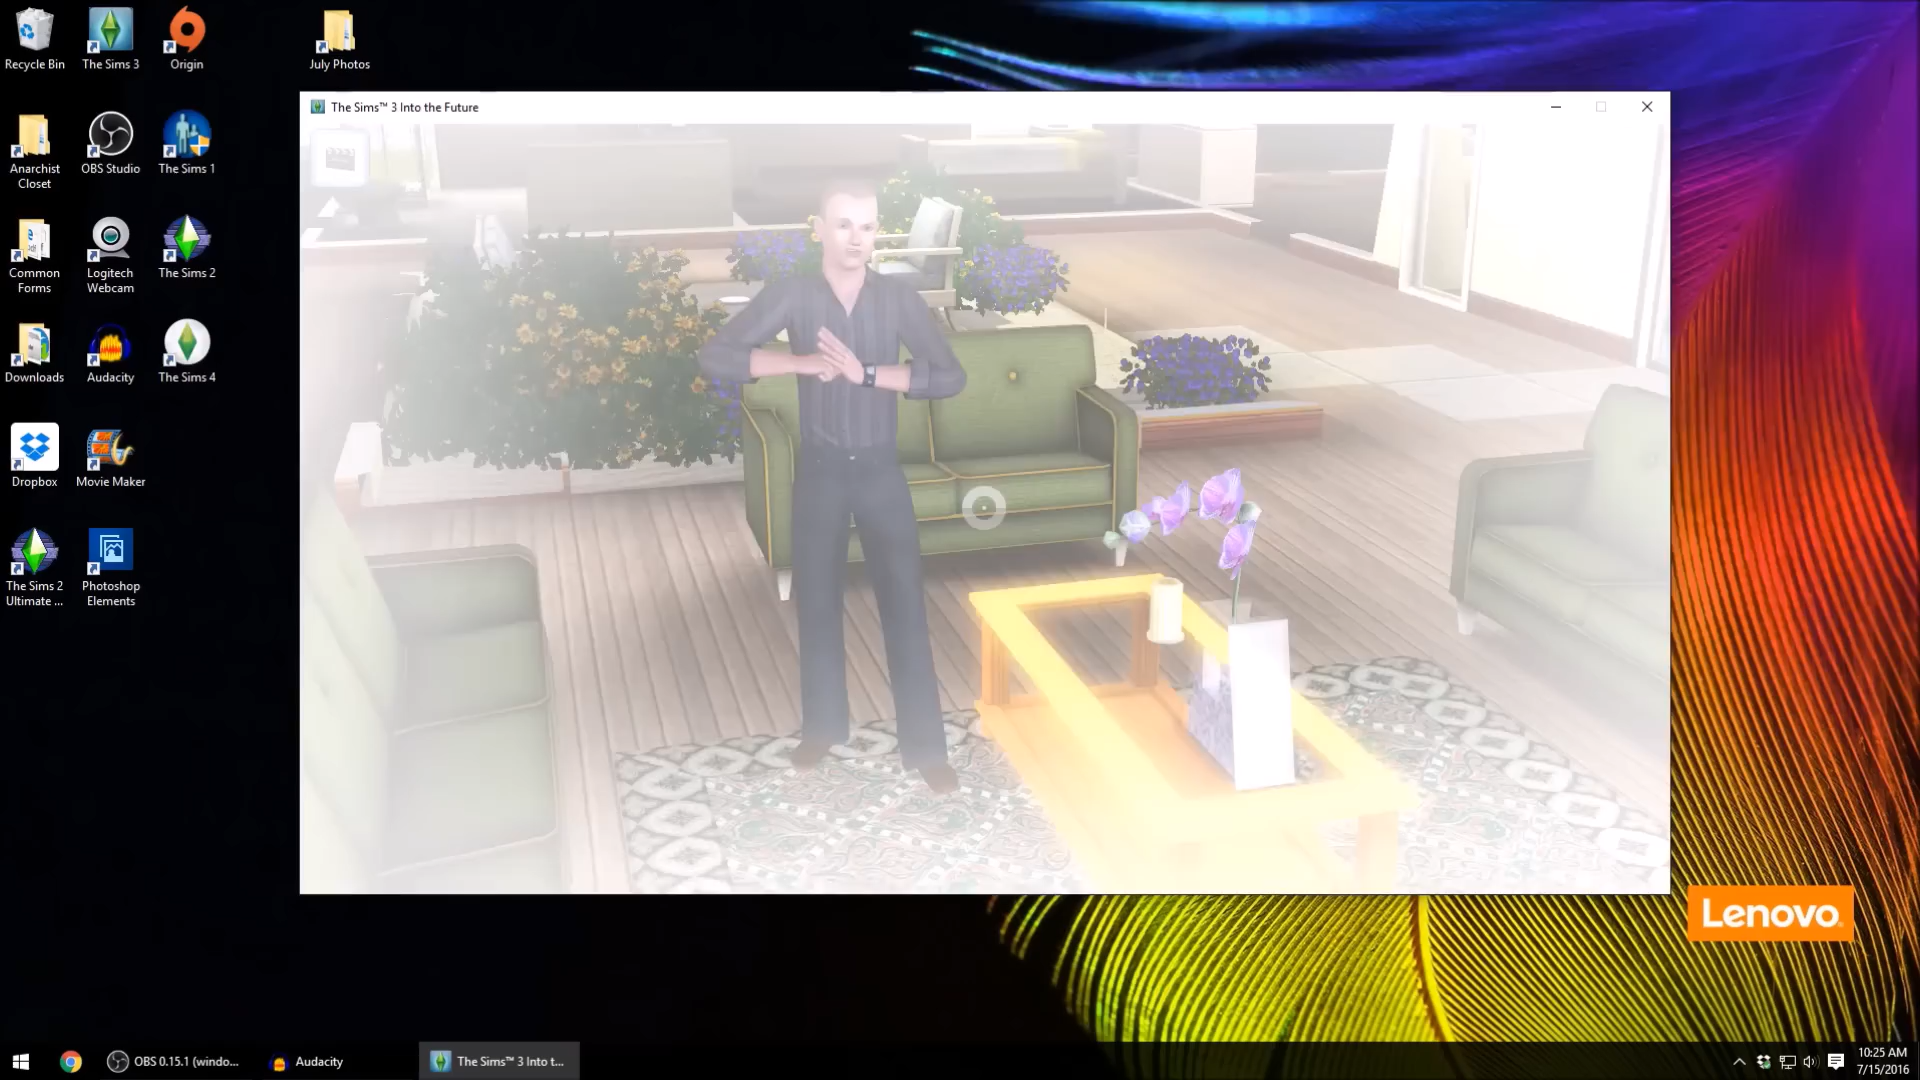 Recycle Bin
The Sims 3
Origin
July Photos
The Sims™ 3 Into the Future
Anarchist
Closet
OBS Studio
The Sims 1
Common
Forms
Logitech
Webcam
The Sims 2
Downloads
Audacity
The Sims 4
Dropbox
Movie Maker
The Sims 2
Ultimate ...
Photoshop
Elements
Lenovo
OBS 0.15.1 (windo...
Audacity
The Sims™ 3 Into t...
10:25 AM
7/15/2016